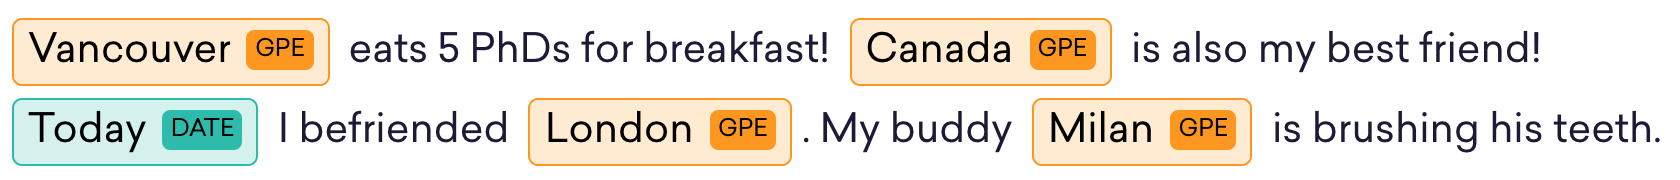 Vancouver GPE eats 5 PhDs for breakfast! Canada GPE is also my best friend!
Today DATE I befriended London GPE . My buddy Milan GPE is brushing his teeth.